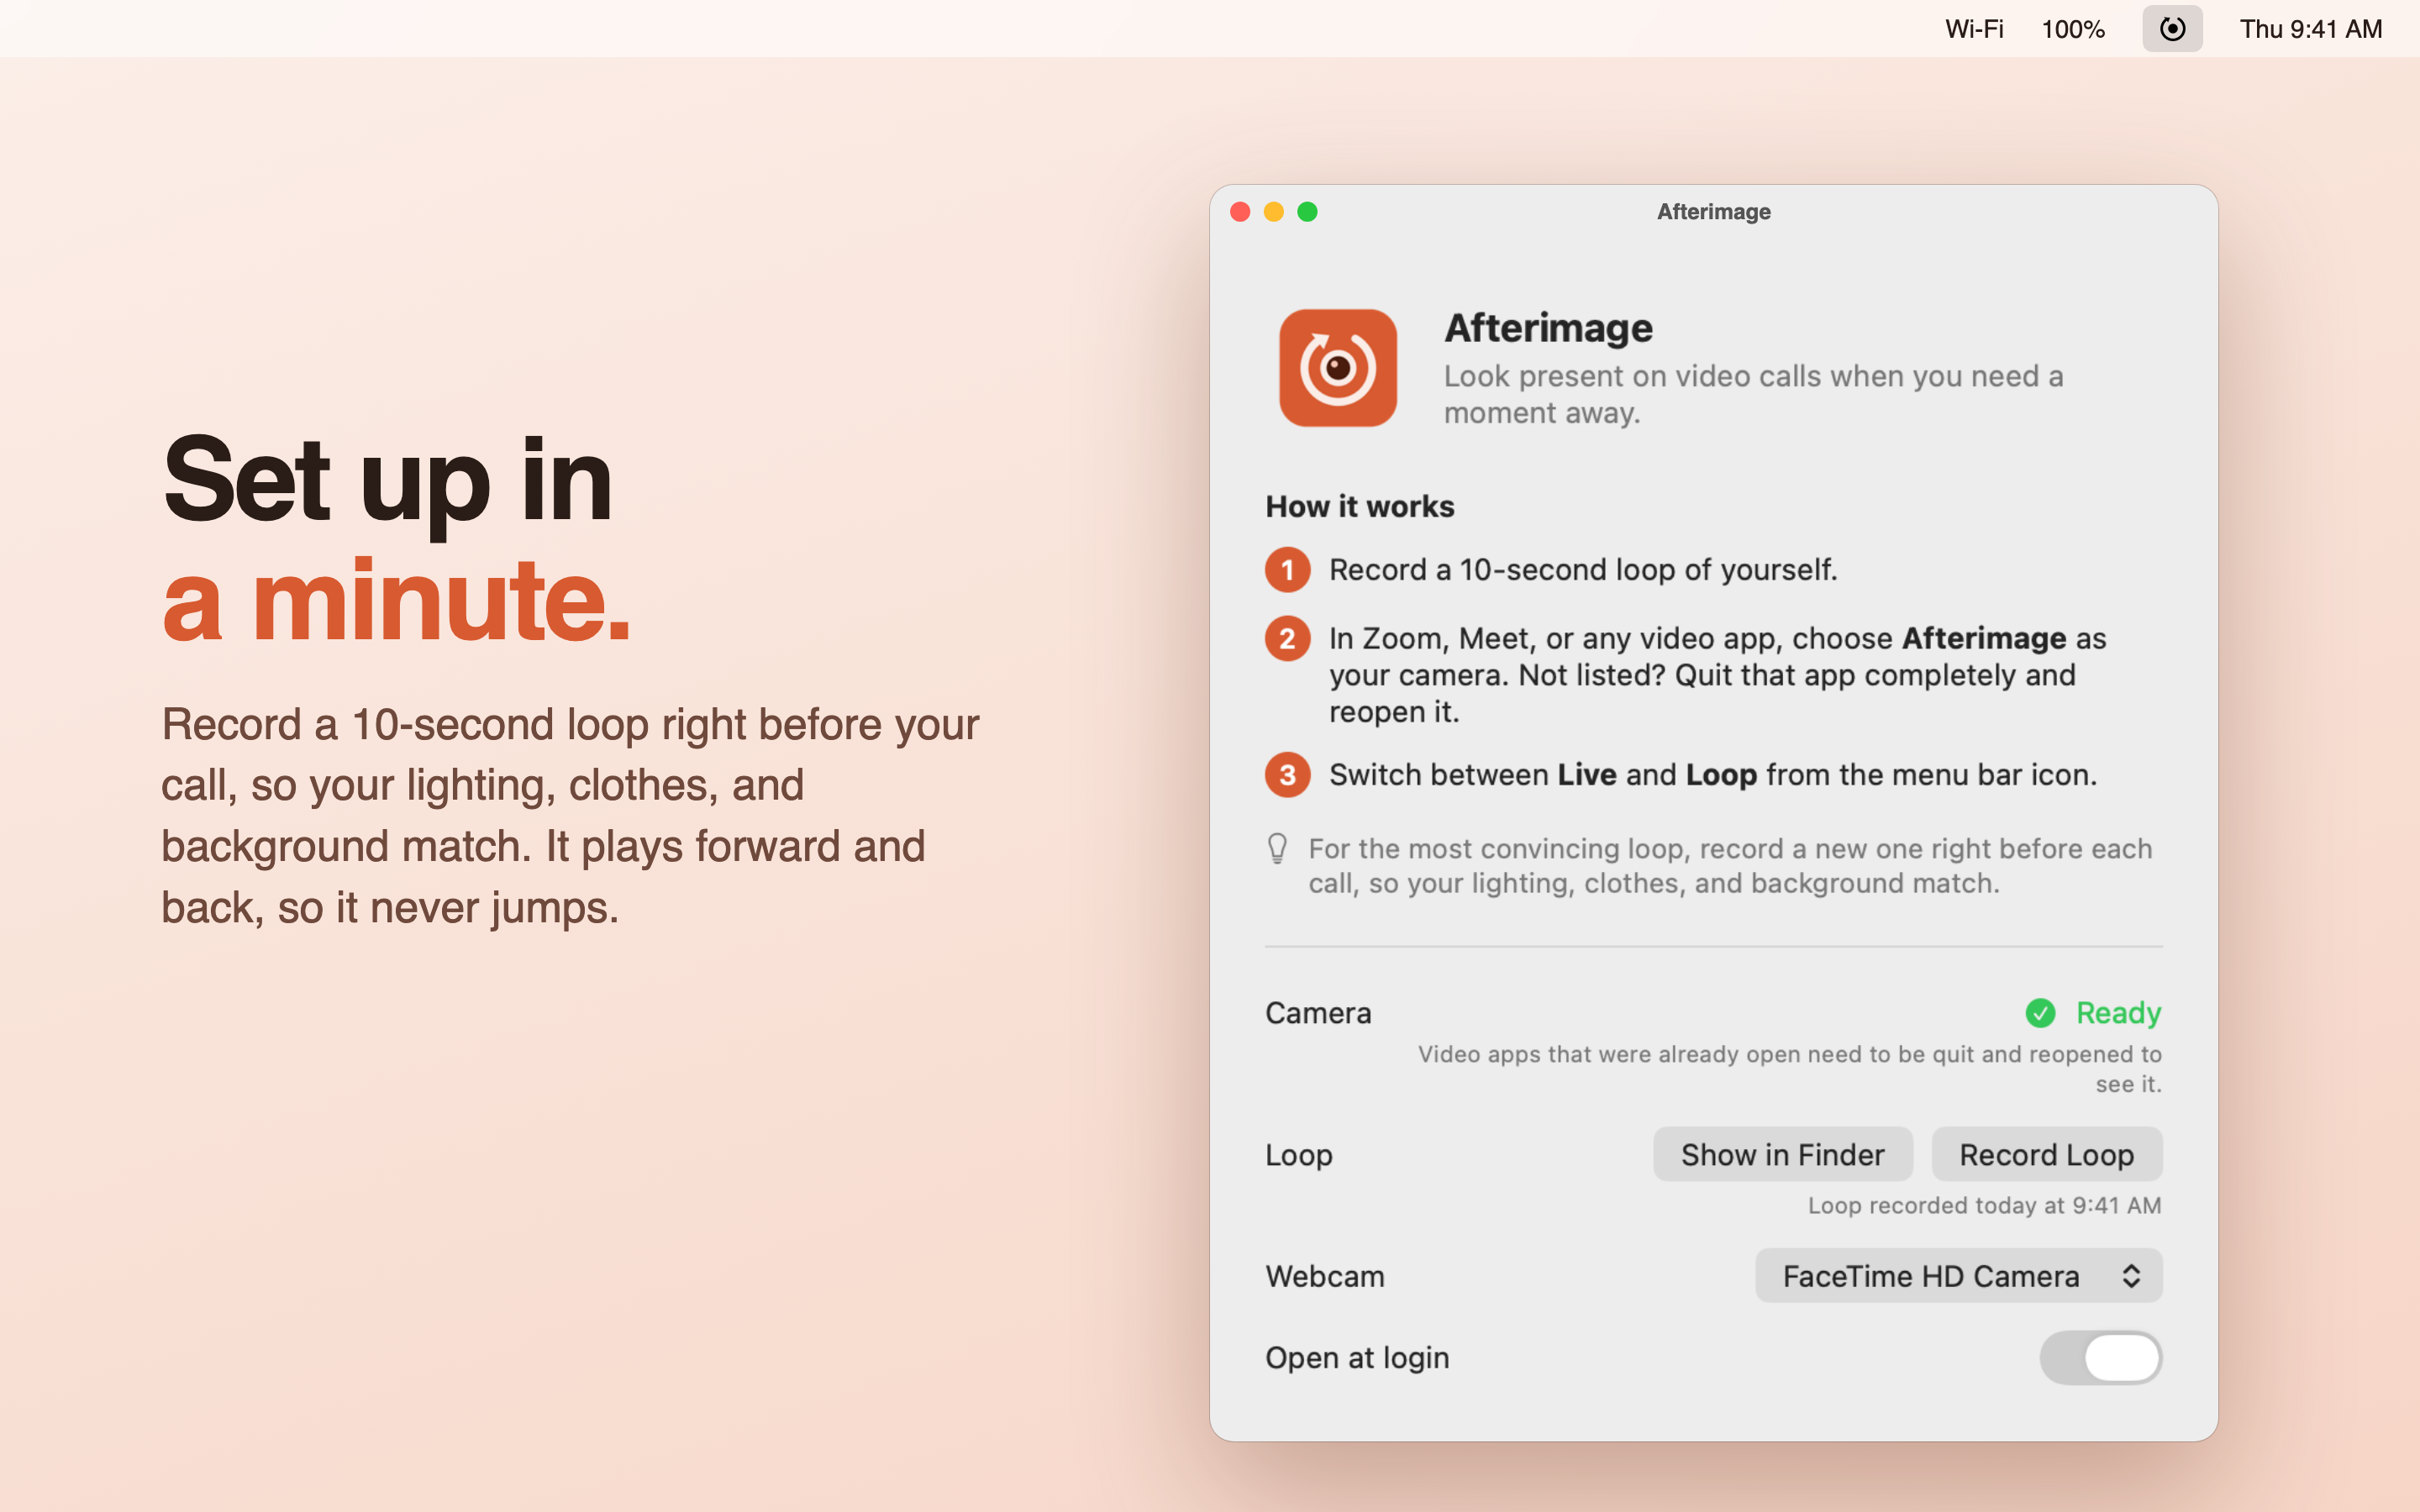 Wi-Fi 100% Thu 9:41 AM
Set up in
a minute.
Record a 10-second loop right before your
call, so your lighting, clothes, and
background match. It plays forward and
back, so it never jumps.
Afterimage
Afterimage
Look present on video calls when you need a
moment away.
How it works
1 Record a 10-second loop of yourself.
2 In Zoom, Meet, or any video app, choose Afterimage as
your camera. Not listed? Quit that app completely and
reopen it.
3 Switch between Live and Loop from the menu bar icon.
For the most convincing loop, record a new one right before each
call, so your lighting, clothes, and background match.
Camera Ready
Video apps that were already open need to be quit and reopened to
see it.
Loop Show in Finder Record Loop
Loop recorded today at 9:41 AM
Webcam FaceTime HD Camera
Open at login